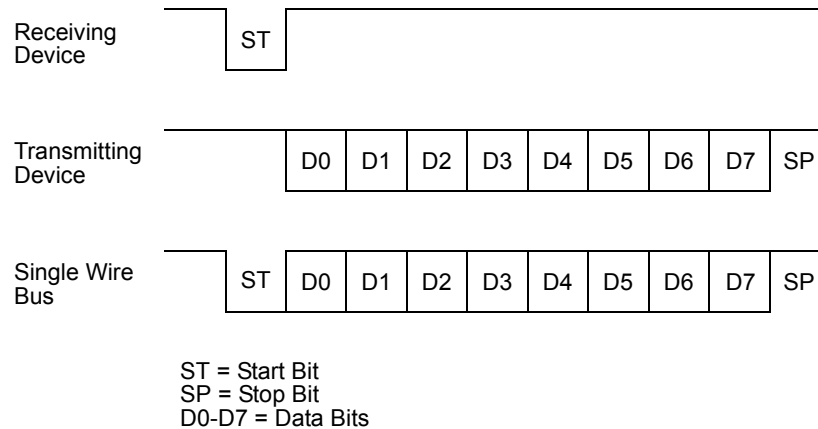 Receiving
Device
ST
Transmitting
Device
D0 D1 D2 D3 D4 D5 D6 D7 SP
Single Wire
Bus
ST D0 D1 D2 D3 D4 D5 D6 D7 SP
ST = Start Bit
SP = Stop Bit
D0-D7 = Data Bits